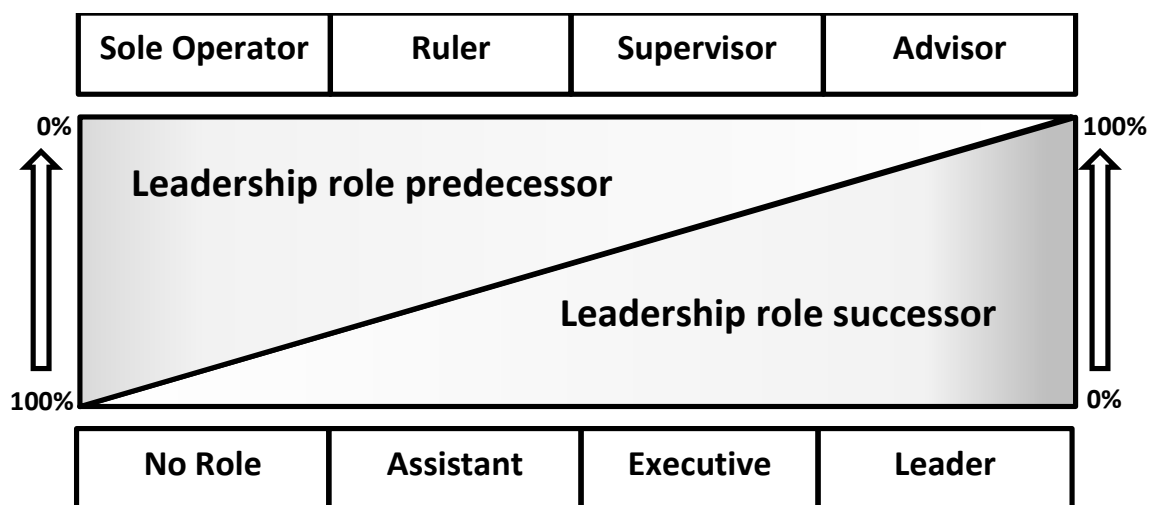 Sole Operator Ruler Supervisor Advisor
0% 100%
Leadership role predecessor
Leadership role successor
100% 0%
No Role Assistant Executive Leader